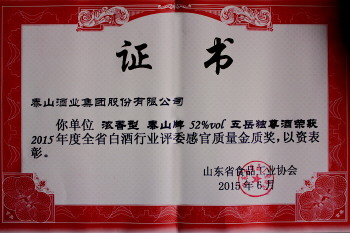 证书
泰山酒业集团股份有限公司
你单位 浓香型 泰山牌 52%vol 五岳独尊酒荣获
2015年度全省白酒行业评委感官质量金质奖，以资表
彰。
山东省食品工业协会
2015年6月